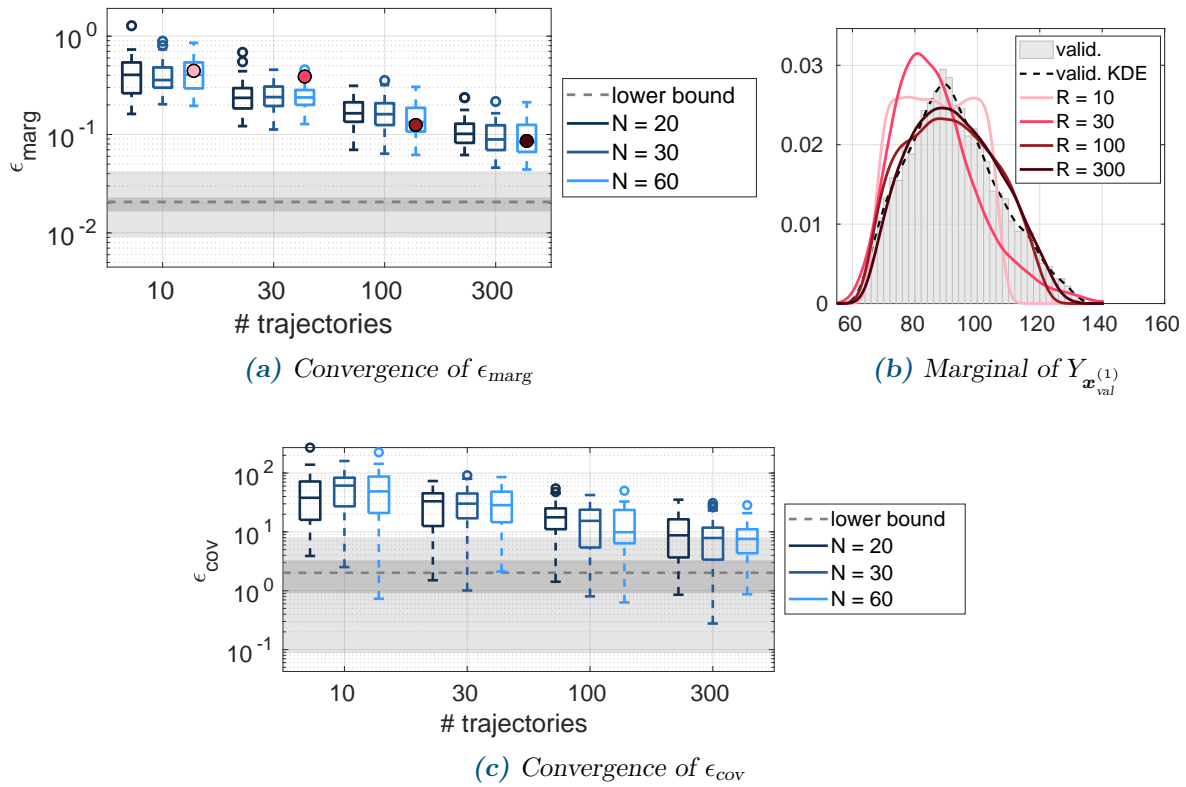 10^0
10^-1
10^-2
ϵ_marg
10
30
100
300
# trajectories
lower bound
N = 20
N = 30
N = 60
(a) Convergence of ϵ_marg
0.03
0.02
0.01
0
60
80
100
120
140
160
valid.
valid. KDE
R = 10
R = 30
R = 100
R = 300
(b) Marginal of Y_{x_val^(1)}
10^2
10^1
10^0
10^-1
ϵ_cov
10
30
100
300
# trajectories
lower bound
N = 20
N = 30
N = 60
(c) Convergence of ϵ_cov